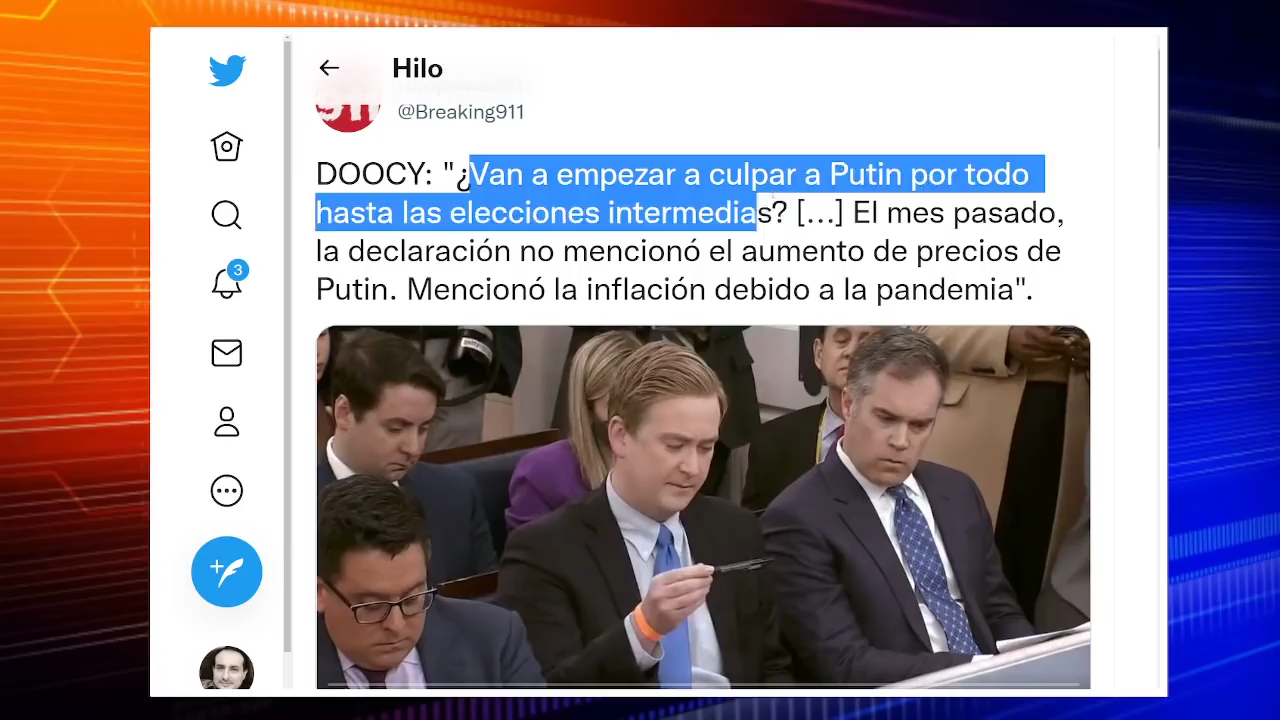 Hilo
911
@Breaking911
3
DOOCY: "¿Van a empezar a culpar a Putin por todo
hasta las elecciones intermedias? [...] El mes pasado,
la declaración no mencionó el aumento de precios de
Putin. Mencionó la inflación debido a la pandemia".